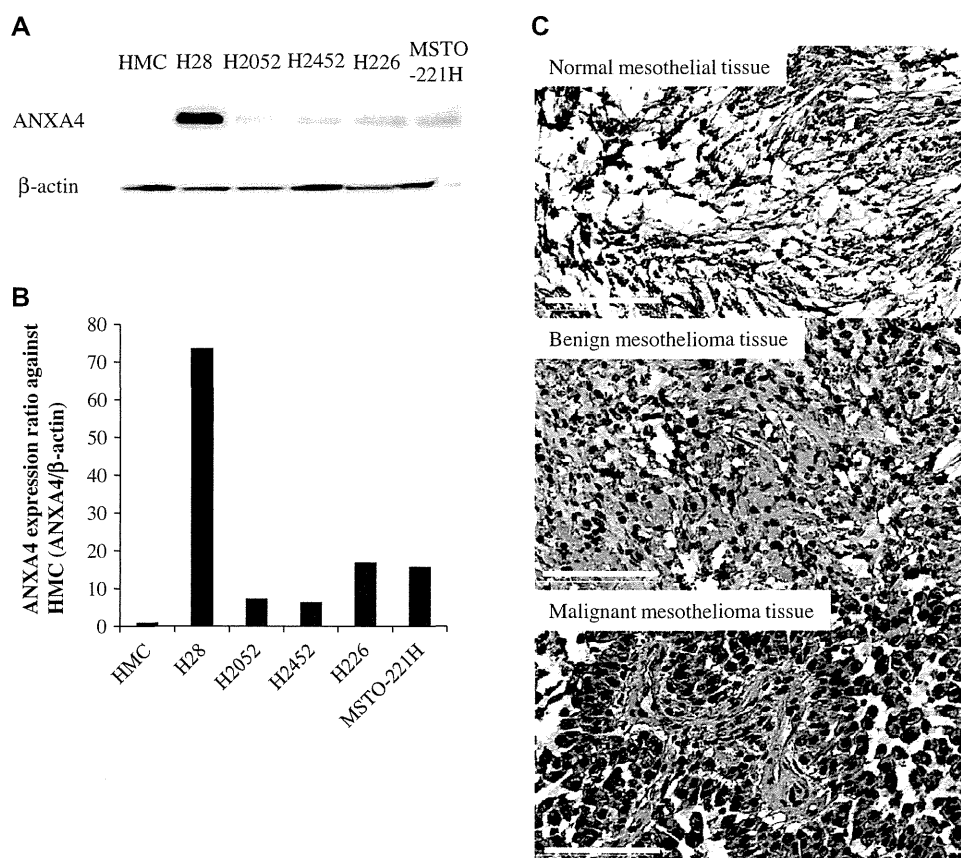 A
HMC H28 H2052 H2452 H226 MSTO
-221H
ANXA4
β-actin
B
ANXA4 expression ratio against
HMC (ANXA4/β-actin)
80
70
60
50
40
30
20
10
0
HMC
H28
H2052
H2452
H226
MSTO-221H
C
Normal mesothelial tissue
Benign mesothelioma tissue
Malignant mesothelioma tissue